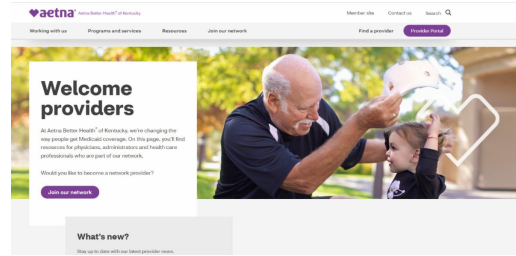 aetna® Aetna Better Health® of Kentucky
Member site Contact us Search
Working with us Programs and services Resources Join our network Find a provider Provider Portal
Welcome
providers
At Aetna Better Health® of Kentucky, we're changing the
way people get Medicaid coverage. On this page, you'll find
resources for physicians, administrators and health care
professionals who are part of our network.
Would you like to become a network provider?
Join our network
What's new?
Stay up to date with our latest provider news.